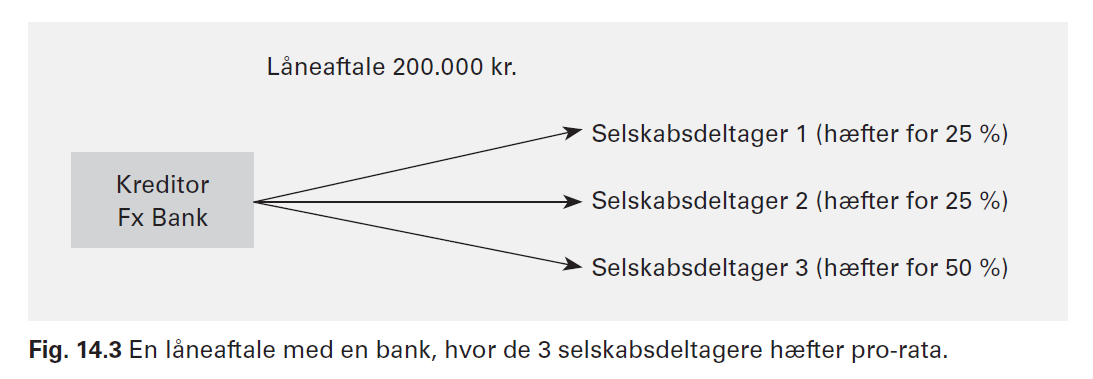 Låneaftale 200.000 kr.
Selskabsdeltager 1 (hæfter for 25 %)
Kreditor
Fx Bank
Selskabsdeltager 2 (hæfter for 25 %)
Selskabsdeltager 3 (hæfter for 50 %)
Fig. 14.3 En låneaftale med en bank, hvor de 3 selskabsdeltagere hæfter pro-rata.